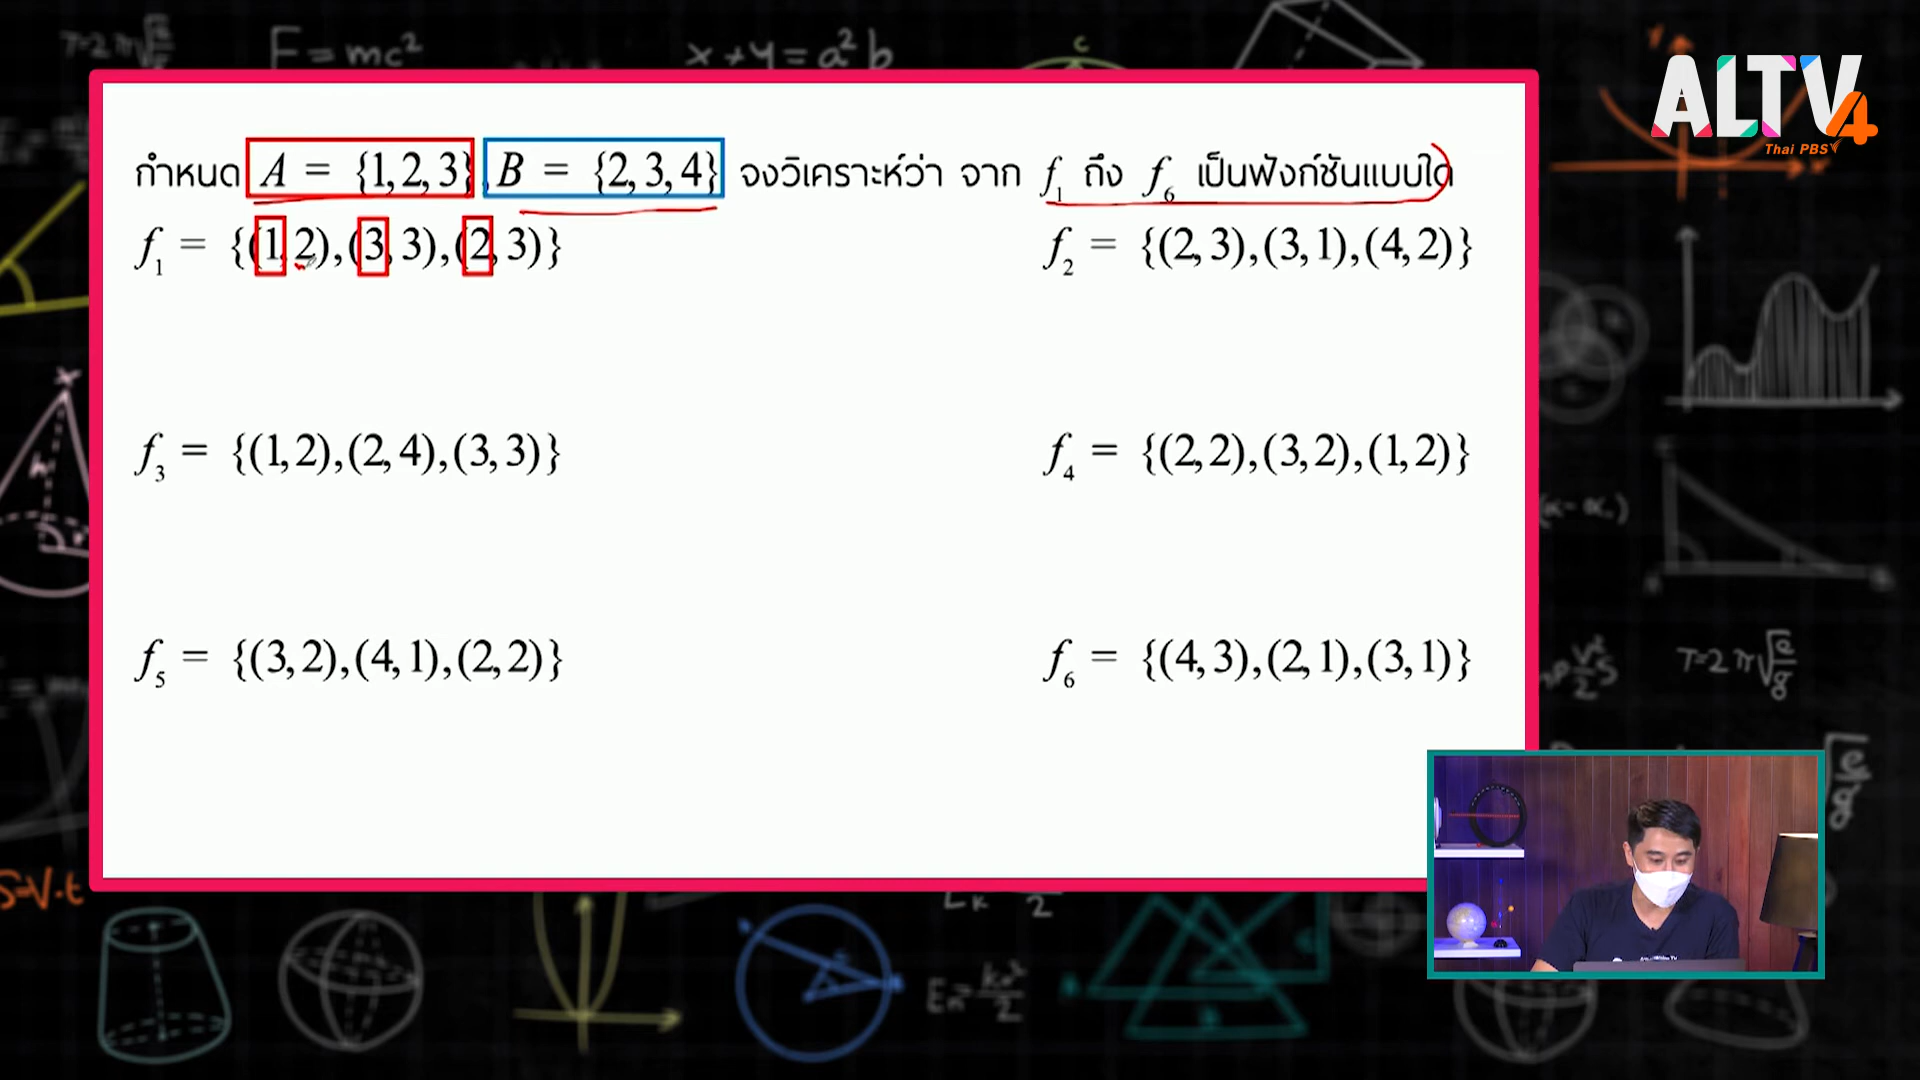 T=2π√e/g
F = mc²
x+y = a²b
c
Y
ALTV4
Thai PBS
กำหนด A = {1,2,3}, B = {2,3,4} จงวิเคราะห์ว่า จาก f₁ ถึง f₆ เป็นฟังก์ชันแบบใด
f₁ = {(1,2),(3,3),(2,3)}
f₂ = {(2,3),(3,1),(4,2)}
f₃ = {(1,2),(2,4),(3,3)}
f₄ = {(2,2),(3,2),(1,2)}
f₅ = {(3,2),(4,1),(2,2)}
f₆ = {(4,3),(2,1),(3,1)}
T=2π√e/g
S=V·t